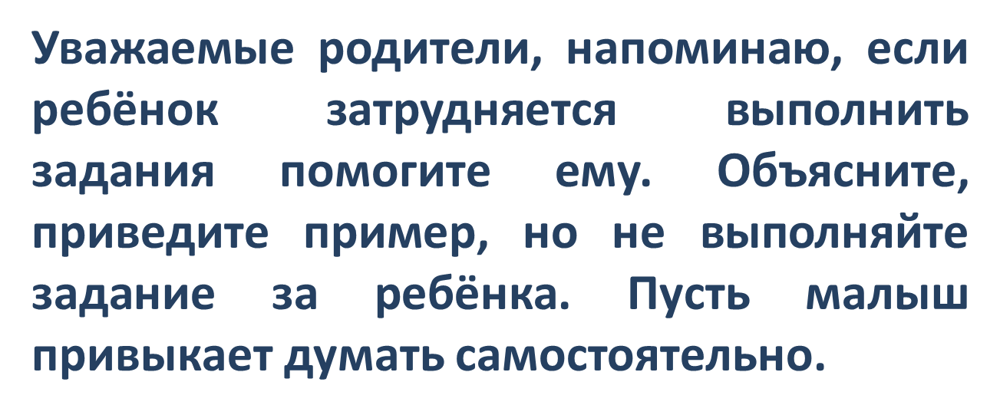 Уважаемые родители, напоминаю, если
ребёнок затрудняется выполнить
задания помогите ему. Объясните,
приведите пример, но не выполняйте
задание за ребёнка. Пусть малыш
привыкает думать самостоятельно.